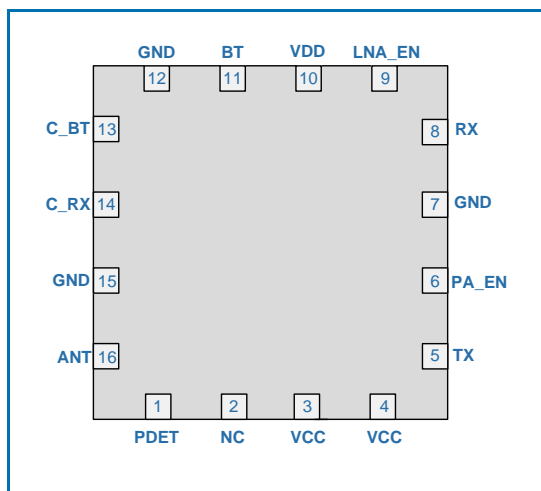 GND BT VDD LNA_EN
12 11 10 9
C_BT 13 8 RX
C_RX 14 7 GND
GND 15 6 PA_EN
ANT 16 5 TX
1 2 3 4
PDET NC VCC VCC